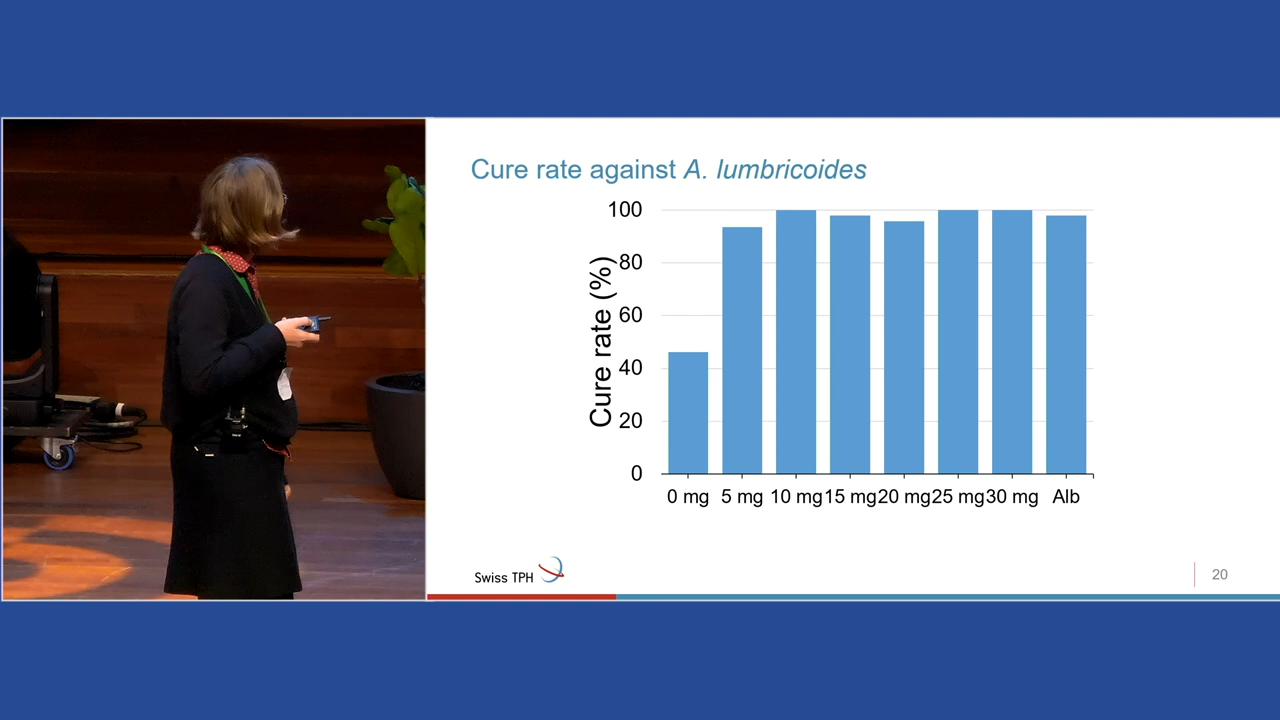 Cure rate against A. lumbricoides
Cure rate (%)
100
80
60
40
20
0
0 mg 5 mg 10 mg 15 mg 20 mg 25 mg 30 mg Alb
Swiss TPH
20